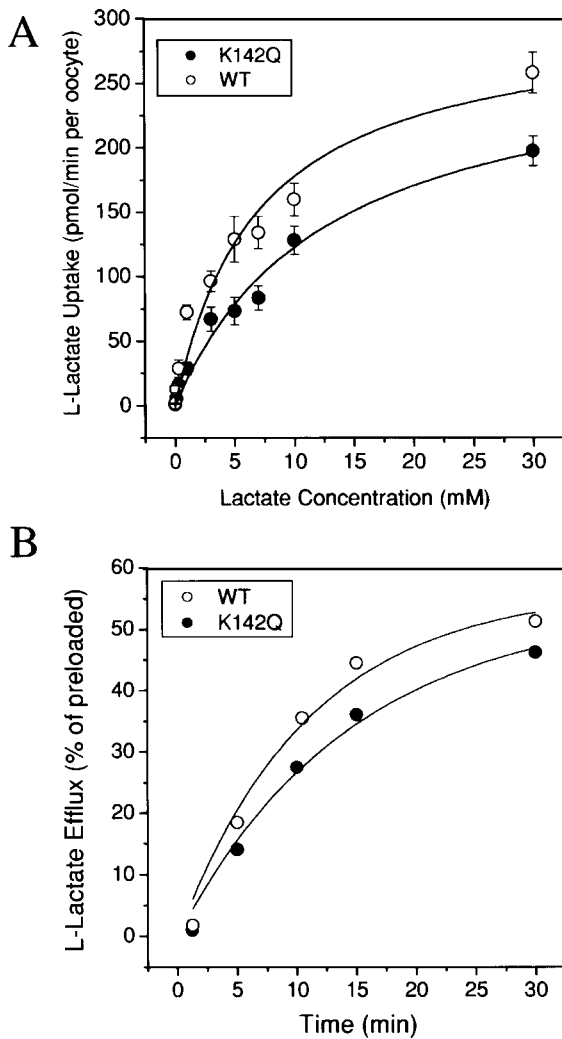 A
K142Q
WT
300
250
200
150
100
50
0
L-Lactate Uptake (pmol/min per oocyte)
0 5 10 15 20 25 30
Lactate Concentration (mM)
B
WT
K142Q
60
50
40
30
20
10
0
L-Lactate Efflux (% of preloaded)
0 5 10 15 20 25 30
Time (min)